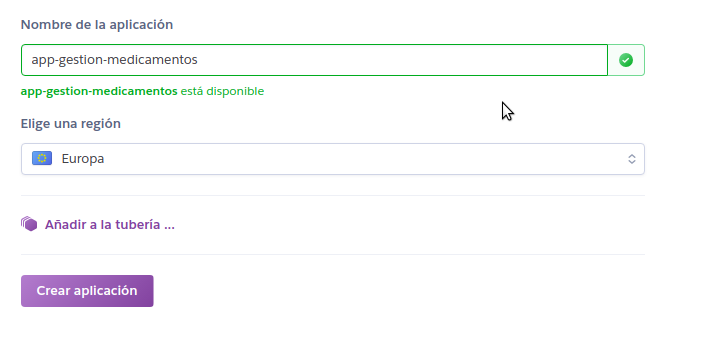 Nombre de la aplicación
app-gestion-medicamentos
app-gestion-medicamentos está disponible
Elige una región
Europa
Añadir a la tubería ...
Crear aplicación